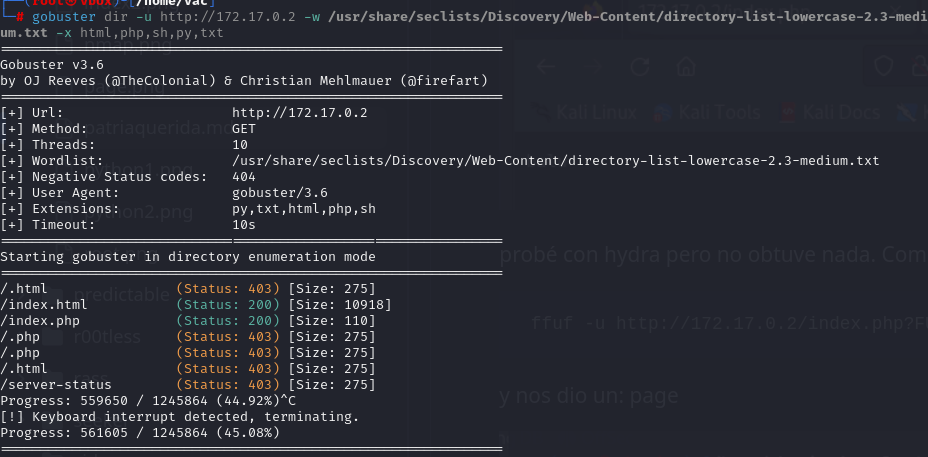 (root㉿vbox)-[/home/vac]
# gobuster dir -u http://172.17.0.2 -w /usr/share/seclists/Discovery/Web-Content/directory-list-lowercase-2.3-medi
um.txt -x html,php,sh,py,txt
Gobuster v3.6
by OJ Reeves (@TheColonial) & Christian Mehlmauer (@firefart)
[+] Url: http://172.17.0.2
[+] Method: GET
[+] Threads: 10
[+] Wordlist: /usr/share/seclists/Discovery/Web-Content/directory-list-lowercase-2.3-medium.txt
[+] Negative Status codes: 404
[+] User Agent: gobuster/3.6
[+] Extensions: py,txt,html,php,sh
[+] Timeout: 10s
Starting gobuster in directory enumeration mode
/.html (Status: 403) [Size: 275]
/index.html (Status: 200) [Size: 10918]
/index.php (Status: 200) [Size: 110]
/.php (Status: 403) [Size: 275]
/.php (Status: 403) [Size: 275]
/.html (Status: 403) [Size: 275]
/server-status (Status: 403) [Size: 275]
Progress: 559650 / 1245864 (44.92%)^C
[!] Keyboard interrupt detected, terminating.
Progress: 561605 / 1245864 (45.08%)
nmap.png
page.png
patriaquerida.md
python2.png
predictable
r00tless
Kali Linux Kali Tools Kali Docs
probé con hydra pero no obtuve nada. Com
ffuf -u http://172.17.0.2/index.php?F
y nos dio un: page